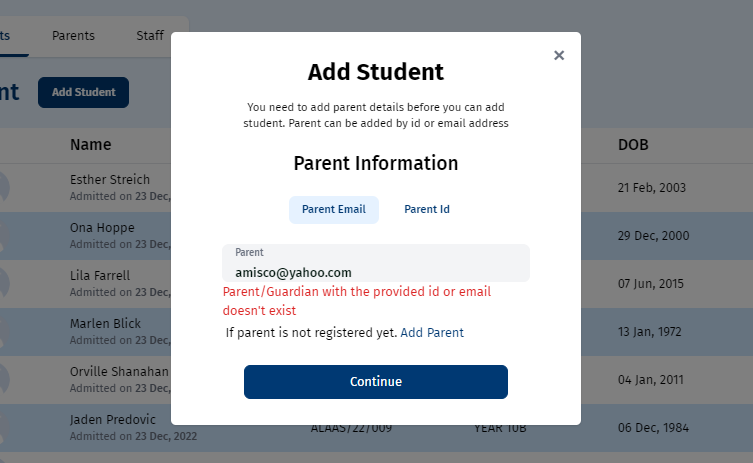 ts Parents Staff
Add Student
nt Add Student
You need to add parent details before you can add
student. Parent can be added by id or email address
Name DOB
Parent Information
Esther Streich
Admitted on 23 Dec, 21 Feb, 2003
Parent Email Parent Id
Ona Hoppe
Admitted on 23 Dec, 29 Dec, 2000
Parent
amisco@yahoo.com
Lila Farrell
Admitted on 23 Dec, 07 Jun, 2015
Parent/Guardian with the provided id or email
doesn't exist
If parent is not registered yet. Add Parent
Marlen Blick
Admitted on 23 Dec, 13 Jan, 1972
Orville Shanahan
Admitted on 23 Dec, 04 Jan, 2011
Continue
Jaden Predovic
Admitted on 23 Dec, 2022 ALAAS/22/009 YEAR 10B 06 Dec, 1984